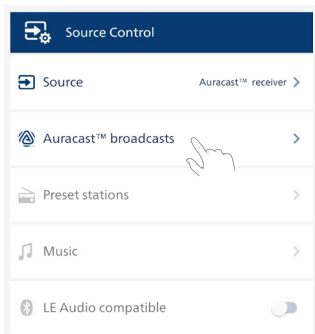 Source Control
Source Auracast™ receiver
Auracast™ broadcasts
Preset stations
Music
LE Audio compatible